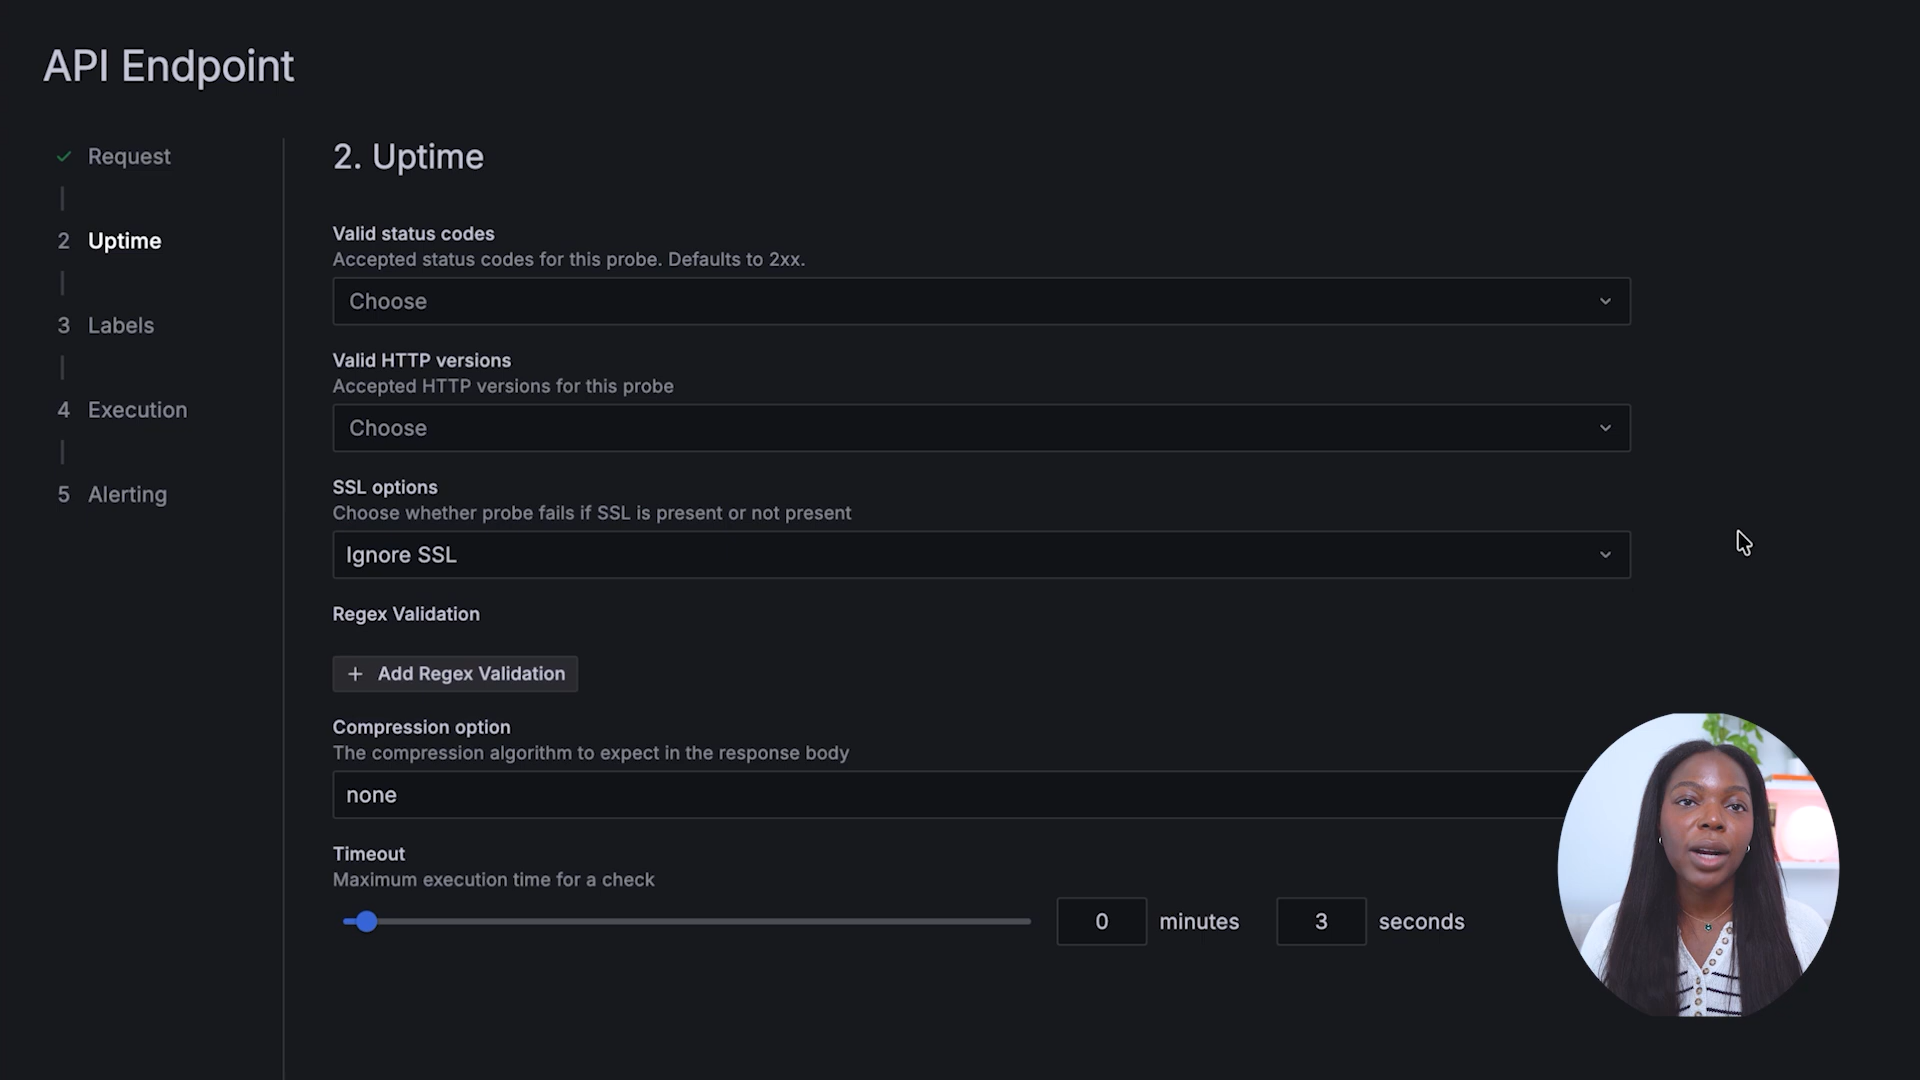 API Endpoint
Request
2 Uptime
3 Labels
4 Execution
5 Alerting
2. Uptime
Valid status codes
Accepted status codes for this probe. Defaults to 2xx.
Choose
Valid HTTP versions
Accepted HTTP versions for this probe
Choose
SSL options
Choose whether probe fails if SSL is present or not present
Ignore SSL
Regex Validation
+ Add Regex Validation
Compression option
The compression algorithm to expect in the response body
none
Timeout
Maximum execution time for a check
0 minutes 3 seconds